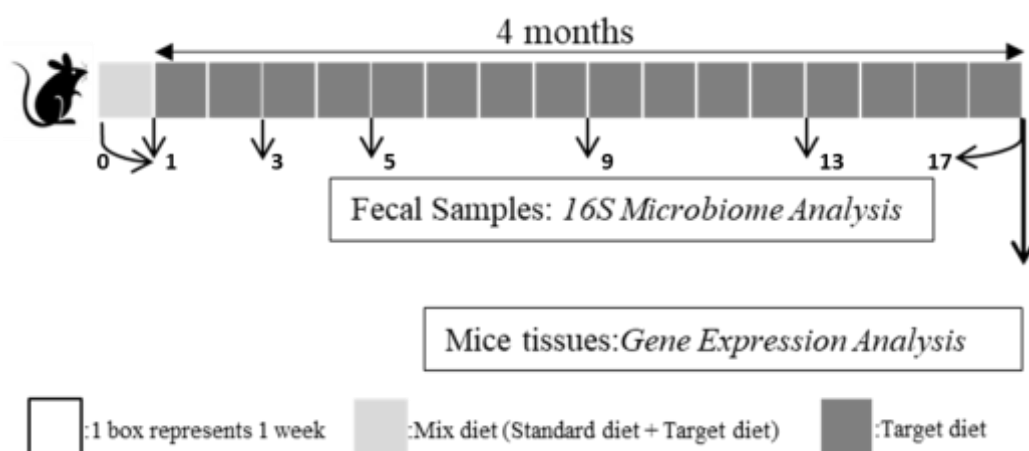 4 months
0 1 3 5 9 13 17
Fecal Samples: 16S Microbiome Analysis
Mice tissues:Gene Expression Analysis
:1 box represents 1 week :Mix diet (Standard diet + Target diet) :Target diet